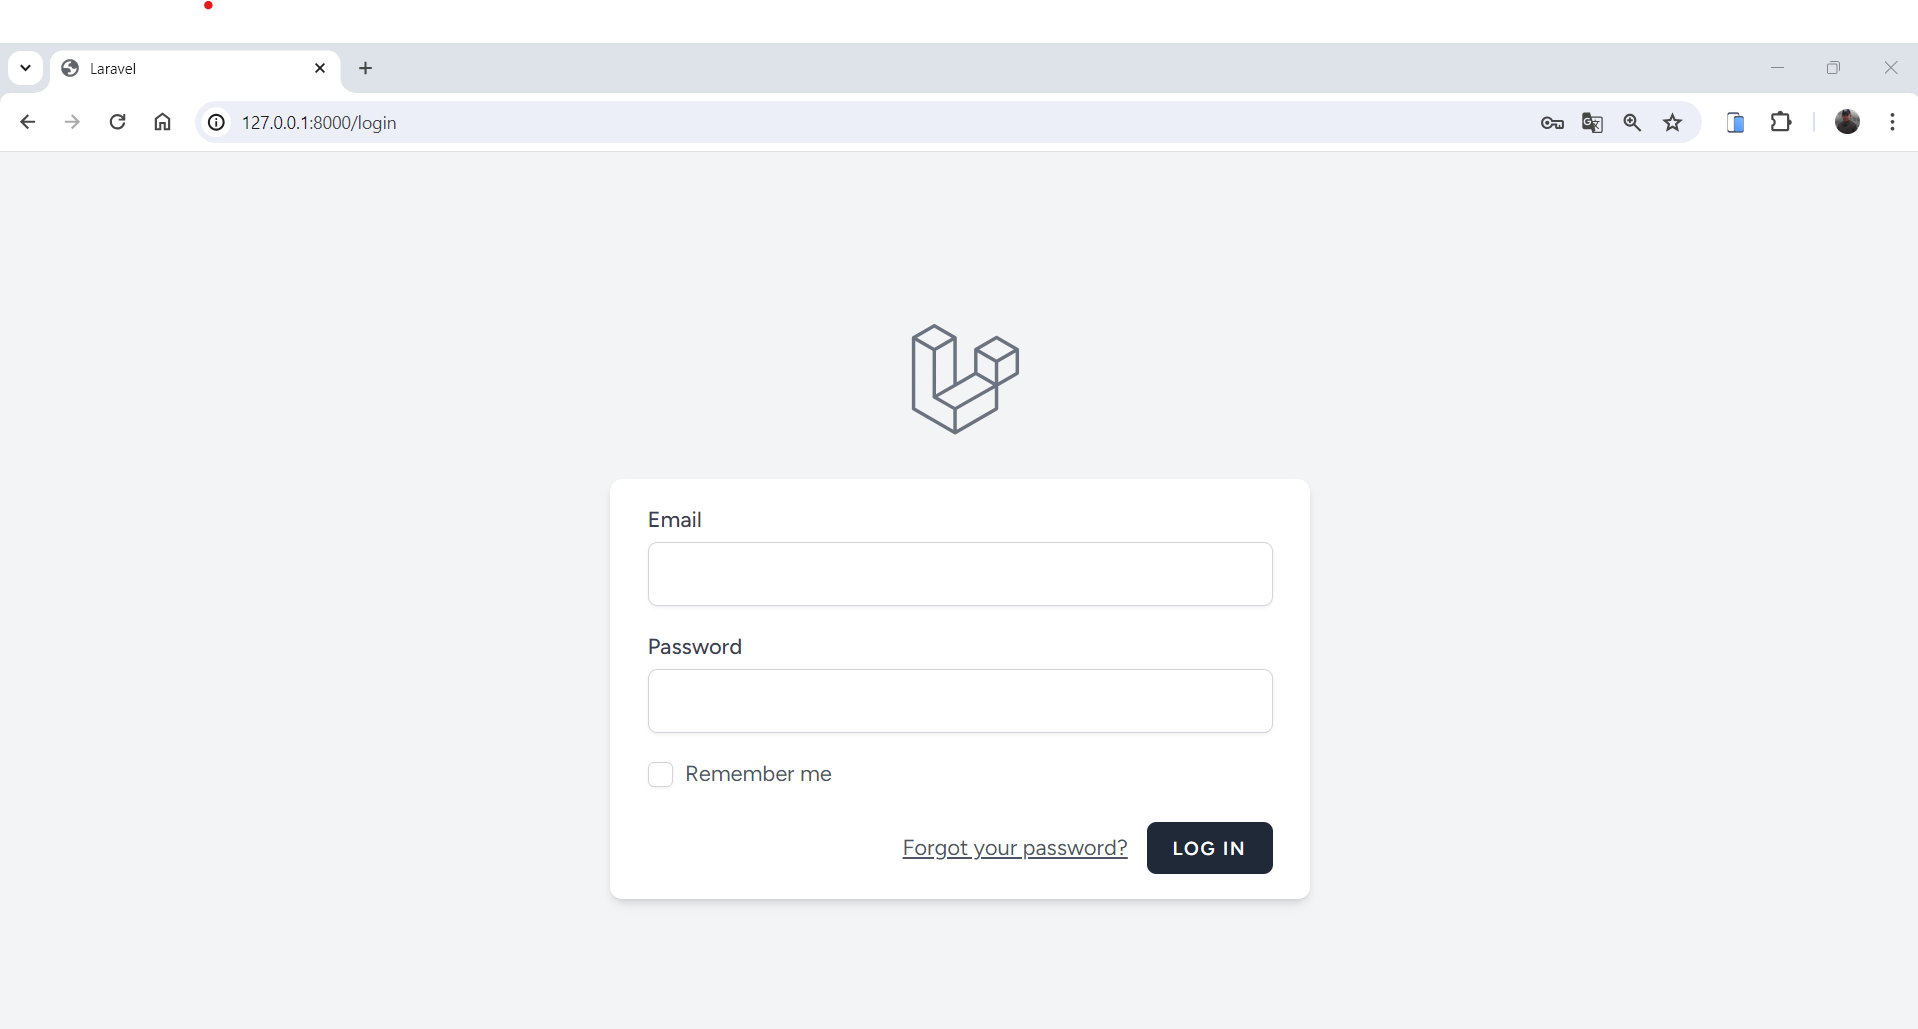 Laravel
127.0.0.1:8000/login
Email
Password
Remember me
Forgot your password? LOG IN